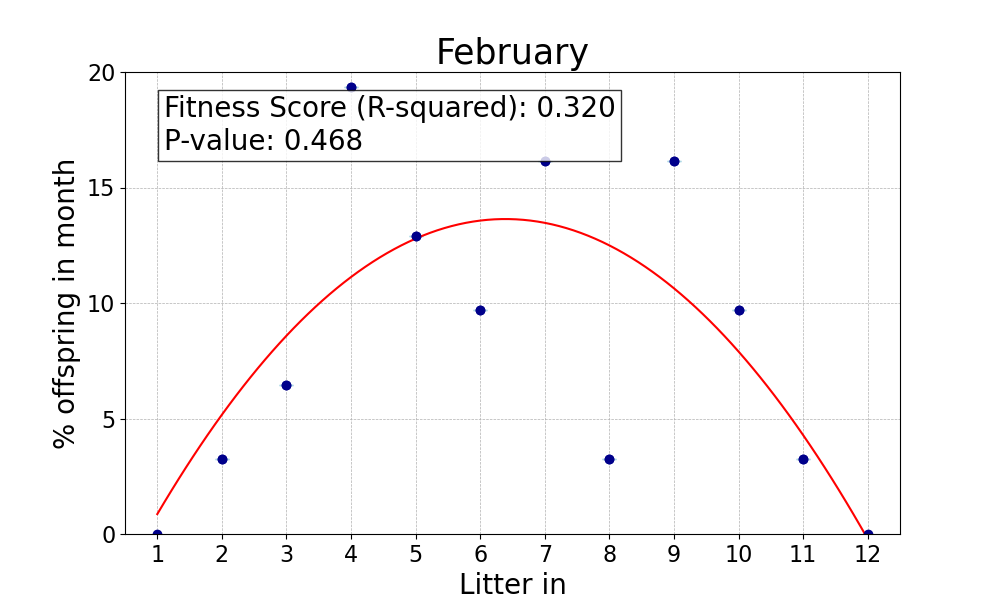 February
Fitness Score (R-squared): 0.320
P-value: 0.468
% offspring in month
20
15
10
5
0
1 2 3 4 5 6 7 8 9 10 11 12
Litter in